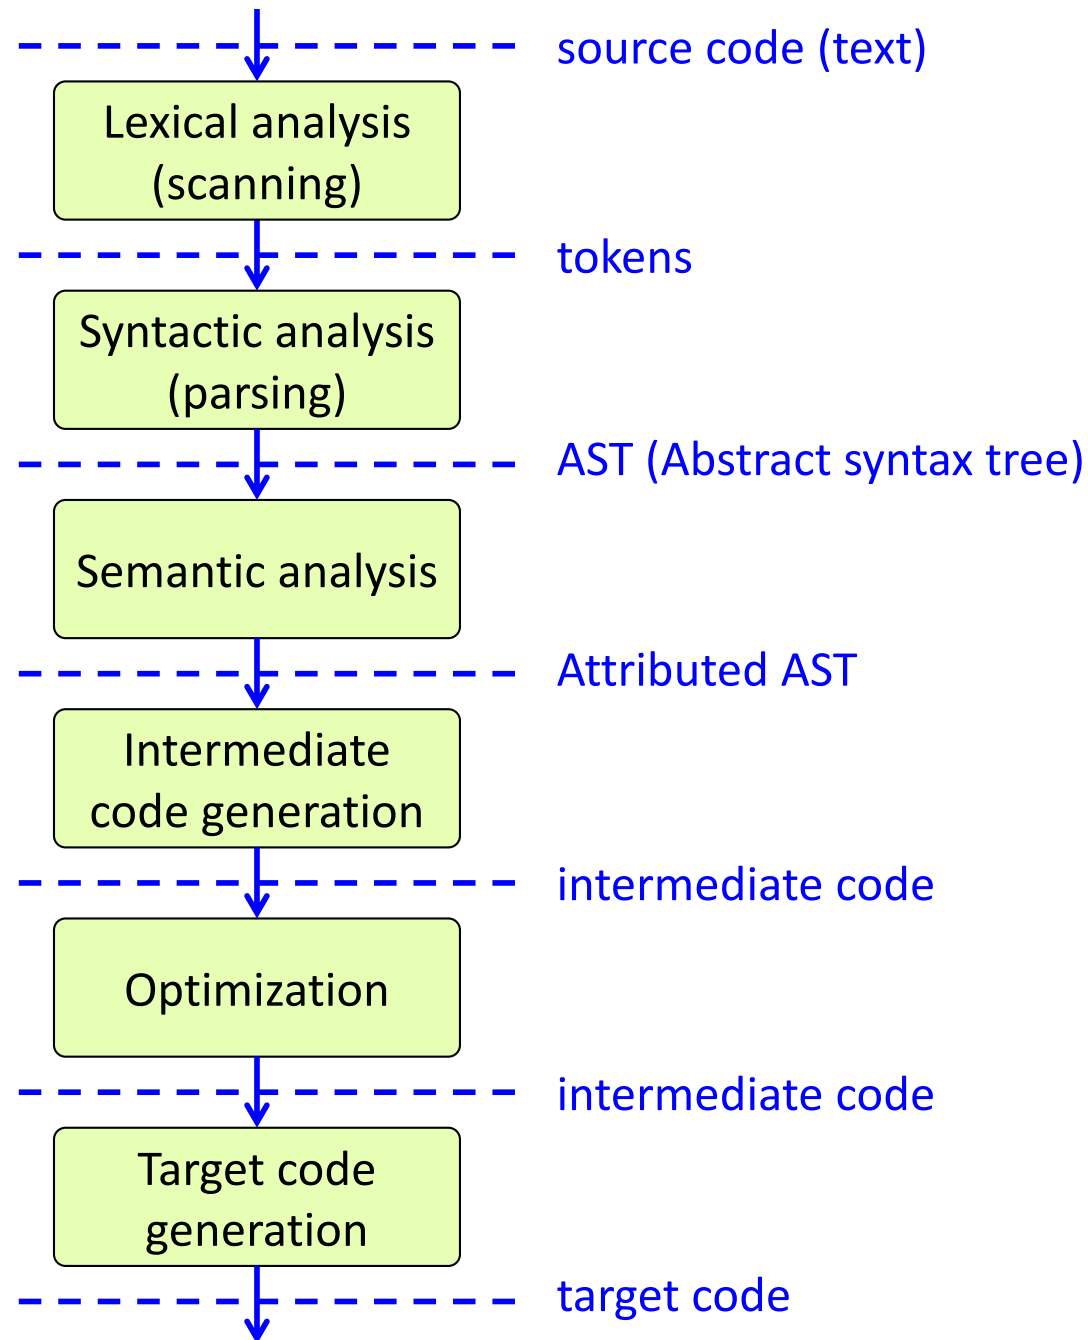 source code (text)
Lexical analysis
(scanning)
tokens
Syntactic analysis
(parsing)
AST (Abstract syntax tree)
Semantic analysis
Attributed AST
Intermediate
code generation
intermediate code
Optimization
intermediate code
Target code
generation
target code